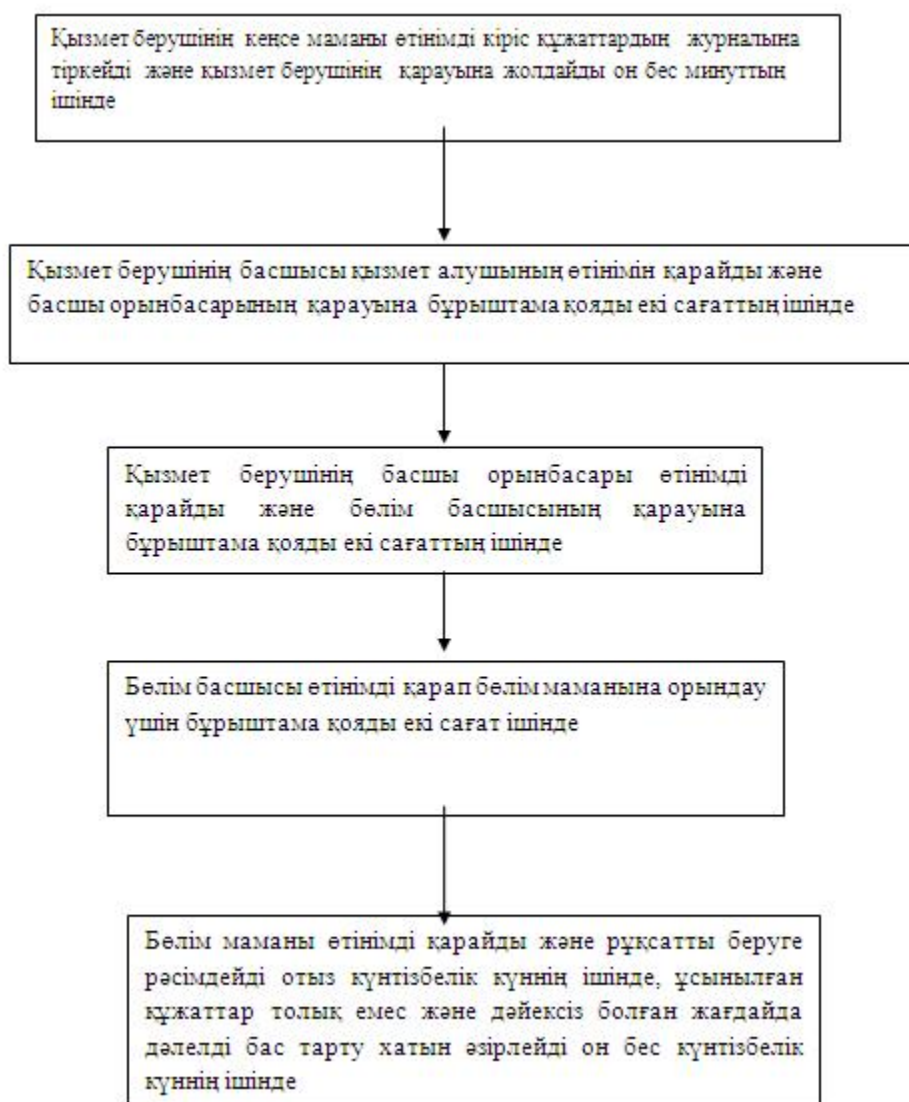 Қызмет берушінің кеңсе маманы өтінімді кіріс құжаттардың журналына
тіркейді және қызмет берушінің қарауына жолдайды он бес минуттың
ішінде
Қызмет берушінің басшысы қызмет алушының өтінімін қарайды және
басшы орынбасарының қарауына бұрыштама қояды екі сағаттың ішінде
Қызмет берушінің басшы орынбасары өтінімді
қарайды және бөлім басшысының қарауына
бұрыштама қояды екі сағаттың ішінде
Бөлім басшысы өтінімді қарап бөлім маманына орындау
үшін бұрыштама қояды екі сағат ішінде
Бөлім маманы өтінімді қарайды және рұқсатты беруге
рәсімдейді отыз күнтізбелік күннің ішінде, ұсынылған
құжаттар толық емес және дәйексіз болған жағдайда
дәлелді бас тарту хатын әзірлейді он бес күнтізбелік
күннің ішінде